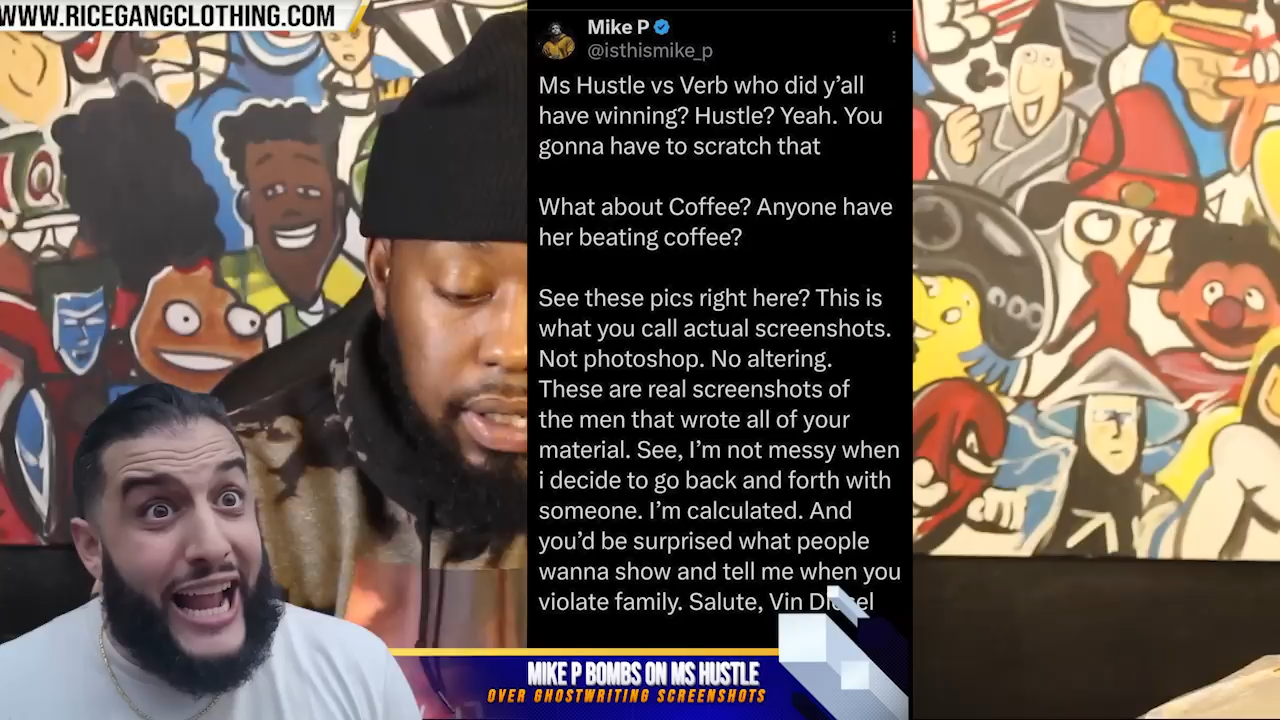 WWW.RICEGANGCLOTHING.COM
Mike P
@isthismike_p
Ms Hustle vs Verb who did y’all
have winning? Hustle? Yeah. You
gonna have to scratch that
What about Coffee? Anyone have
her beating coffee?
See these pics right here? This is
what you call actual screenshots.
Not photoshop. No altering.
These are real screenshots of
the men that wrote all of your
material. See, I’m not messy when
i decide to go back and forth with
someone. I’m calculated. And
you’d be surprised what people
wanna show and tell me when you
violate family. Salute, Vin Diesel
MIKE P BOMBS ON MS HUSTLE
OVER GHOSTWRITING SCREENSHOTS